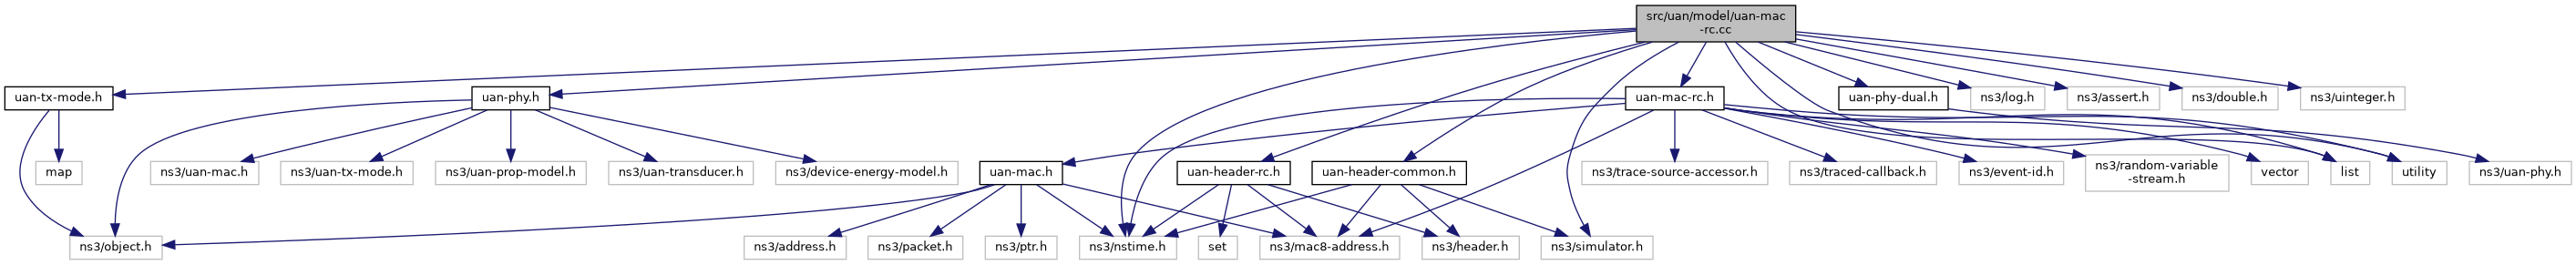 src/uan/model/uan-mac
-rc.cc
uan-tx-mode.h
uan-phy.h
uan-mac-rc.h
uan-phy-dual.h
ns3/log.h
ns3/assert.h
ns3/double.h
ns3/uinteger.h
map
ns3/uan-mac.h
ns3/uan-tx-mode.h
ns3/uan-prop-model.h
ns3/uan-transducer.h
ns3/device-energy-model.h
uan-mac.h
uan-header-rc.h
uan-header-common.h
ns3/trace-source-accessor.h
ns3/traced-callback.h
ns3/event-id.h
ns3/random-variable
-stream.h
vector
list
utility
ns3/uan-phy.h
ns3/object.h
ns3/address.h
ns3/packet.h
ns3/ptr.h
ns3/nstime.h
set
ns3/mac8-address.h
ns3/header.h
ns3/simulator.h